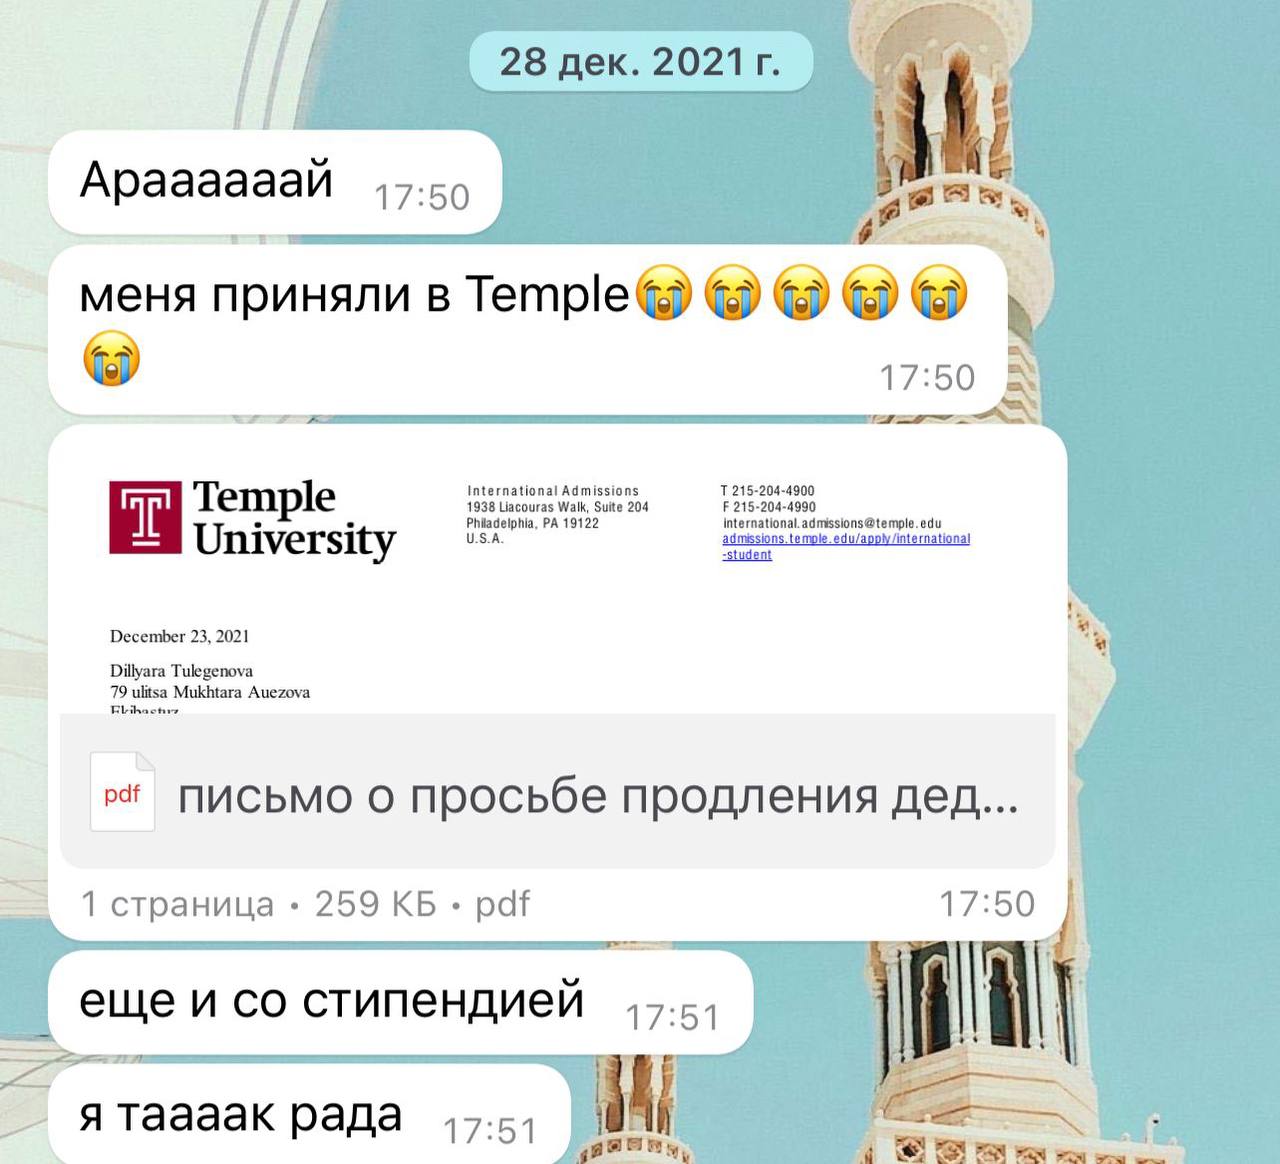 28 дек. 2021 г.
Арааааааай 17:50
меня приняли в Temple😭😭😭😭😭
😭 17:50
Temple
University
International Admissions
1938 Liacouras Walk, Suite 204
Philadelphia, PA 19122
U.S.A.
T 215-204-4900
F 215-204-4990
international.admissions@temple.edu
admissions.temple.edu/apply/international
-student
December 23, 2021
Dillyara Tulegenova
79 ulitsa Mukhtara Auezova
Ekibastuz
pdf
письмо о просьбе продления дед...
1 страница • 259 КБ • pdf 17:50
еще и со стипендией 17:51
я таааак рада 17:51